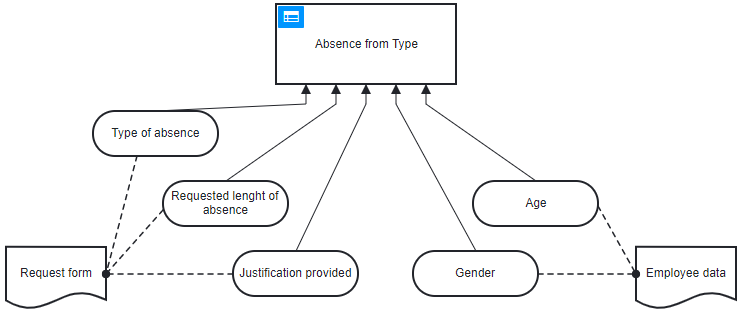 Absence from Type
Type of absence
Requested lenght of
absence
Age
Request form
Justification provided
Gender
Employee data